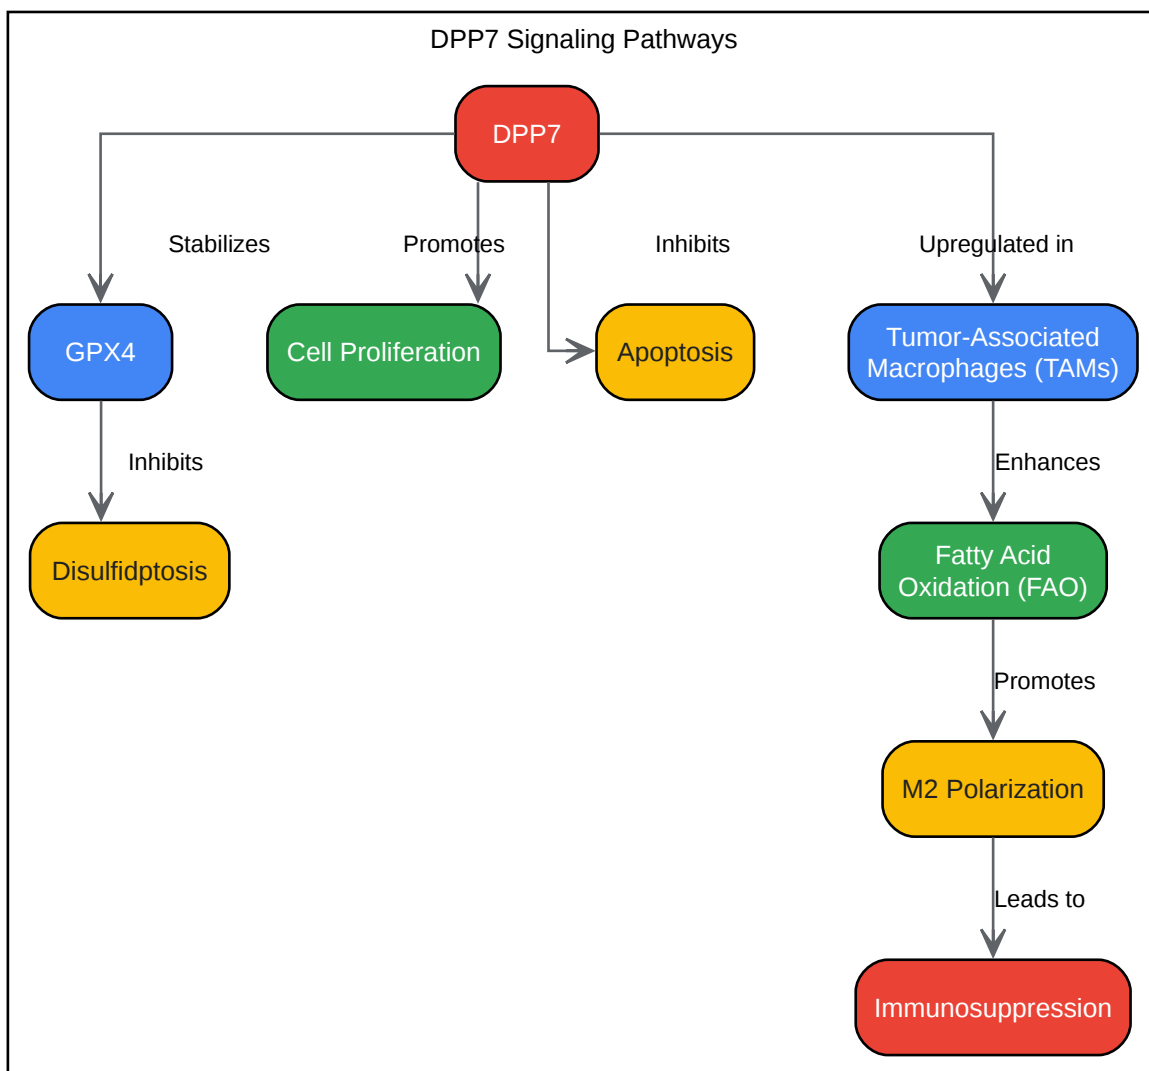 DPP7 Signaling Pathways
DPP7
Stabilizes
Promotes
Inhibits
Upregulated in
GPX4
Cell Proliferation
Apoptosis
Tumor-Associated
Macrophages (TAMs)
Inhibits
Enhances
Disulfidptosis
Fatty Acid
Oxidation (FAO)
Promotes
M2 Polarization
Leads to
Immunosuppression